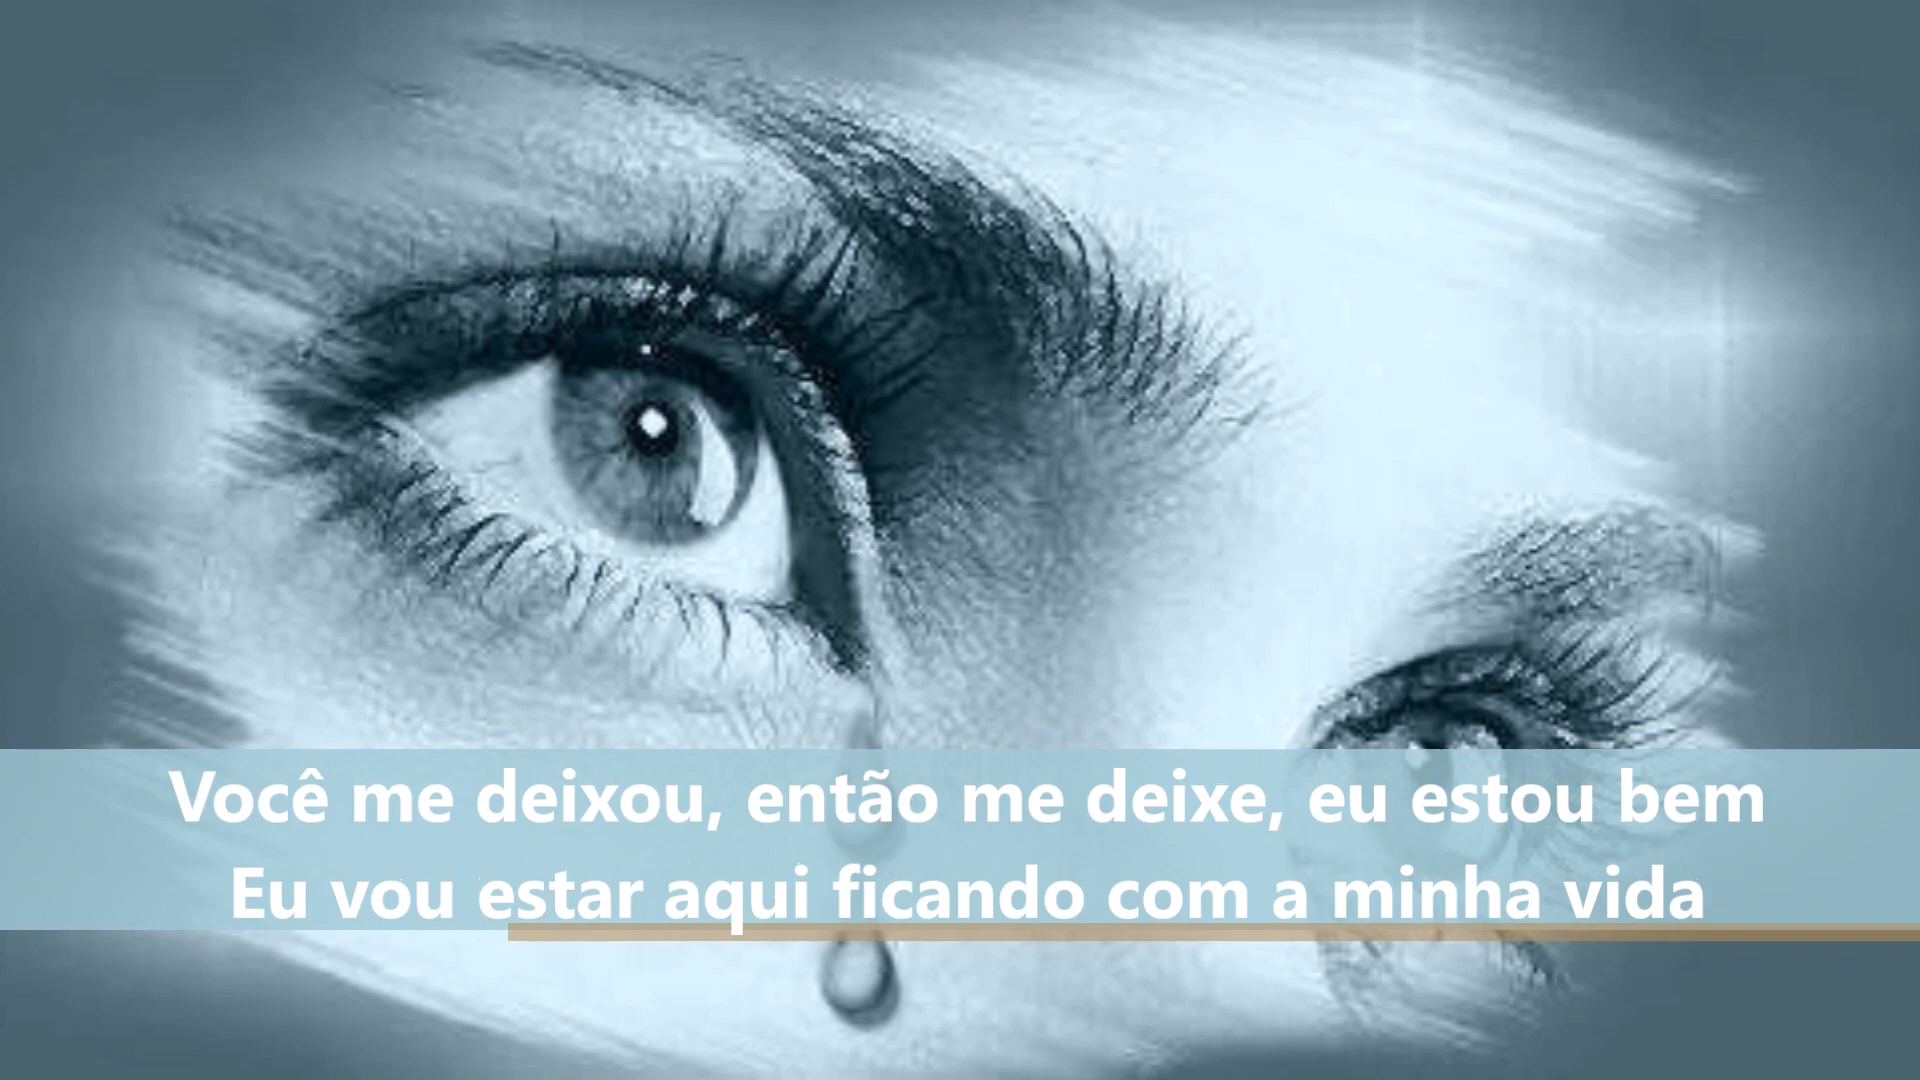 Você me deixou, então me deixe, eu estou bem
Eu vou estar aqui ficando com a minha vida